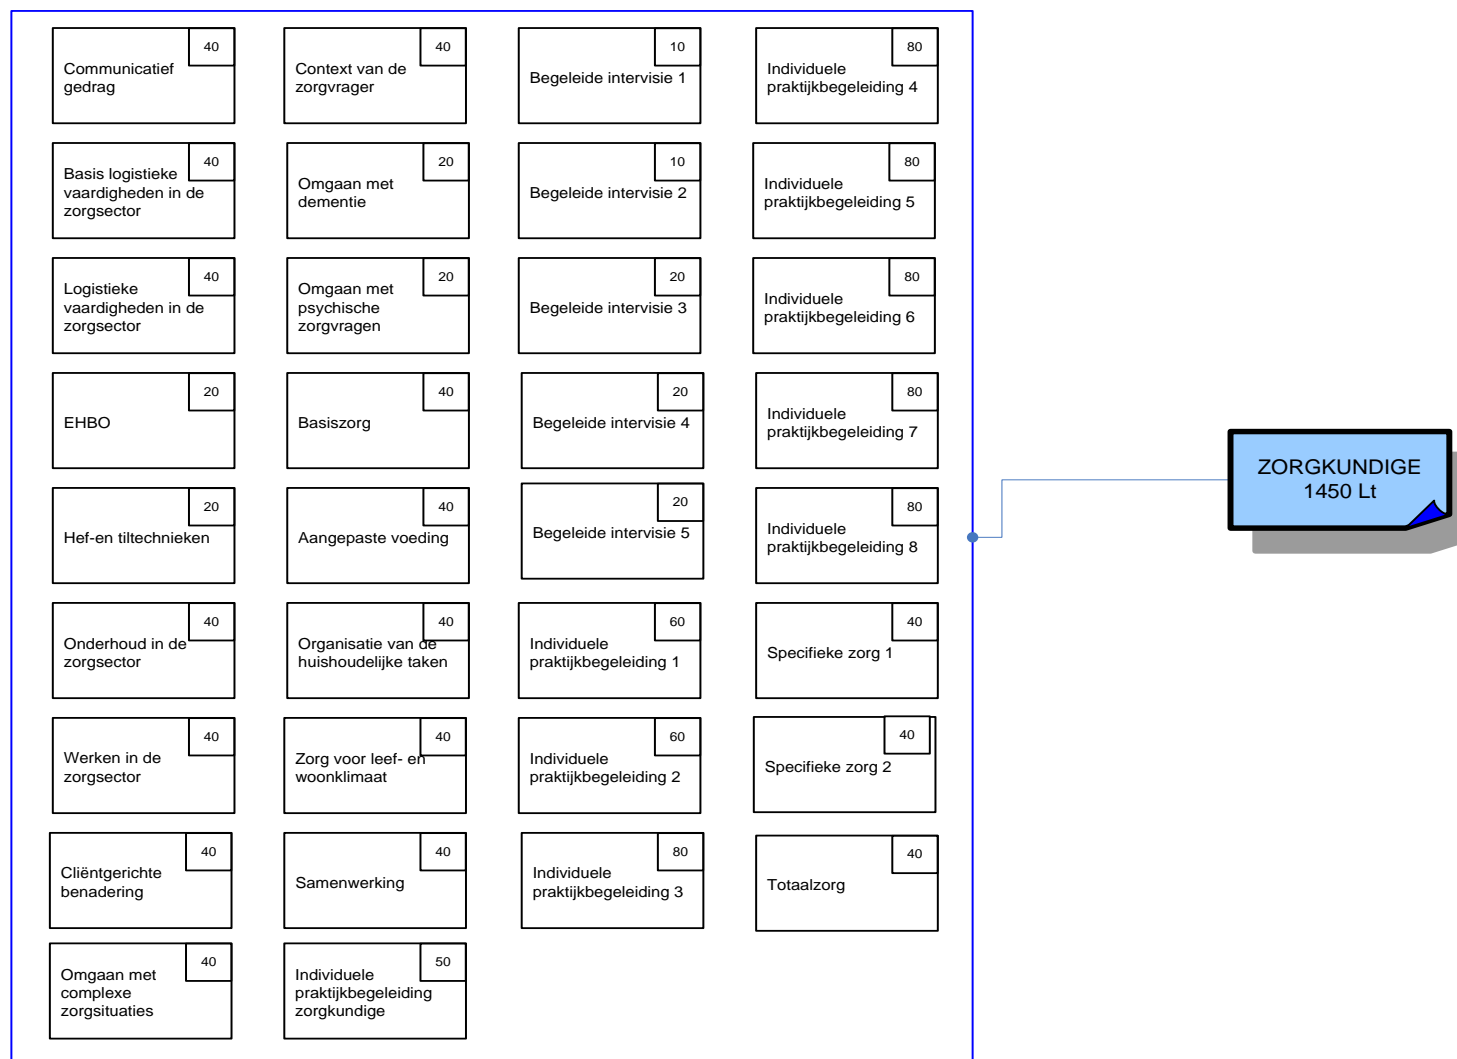 40
Communicatief
gedrag
40
Context van de
zorgvrager
10
Begeleide intervisie 1
80
Individuele
praktijkbegeleiding 4
40
Basis logistieke
vaardigheden in de
zorgsector
20
Omgaan met
dementie
10
Begeleide intervisie 2
80
Individuele
praktijkbegeleiding 5
40
Logistieke
vaardigheden in de
zorgsector
20
Omgaan met
psychische
zorgvragen
20
Begeleide intervisie 3
80
Individuele
praktijkbegeleiding 6
20
EHBO
40
Basiszorg
20
Begeleide intervisie 4
80
Individuele
praktijkbegeleiding 7
ZORGKUNDIGE
1450 Lt
20
Hef-en tiltechnieken
40
Aangepaste voeding
20
Begeleide intervisie 5
80
Individuele
praktijkbegeleiding 8
40
Onderhoud in de
zorgsector
40
Organisatie van de
huishoudelijke taken
60
Individuele
praktijkbegeleiding 1
40
Specifieke zorg 1
40
Werken in de
zorgsector
40
Zorg voor leef- en
woonklimaat
60
Individuele
praktijkbegeleiding 2
40
Specifieke zorg 2
40
Cliëntgerichte
benadering
40
Samenwerking
80
Individuele
praktijkbegeleiding 3
40
Totaalzorg
40
Omgaan met
complexe
zorgsituaties
50
Individuele
praktijkbegeleiding
zorgkundige